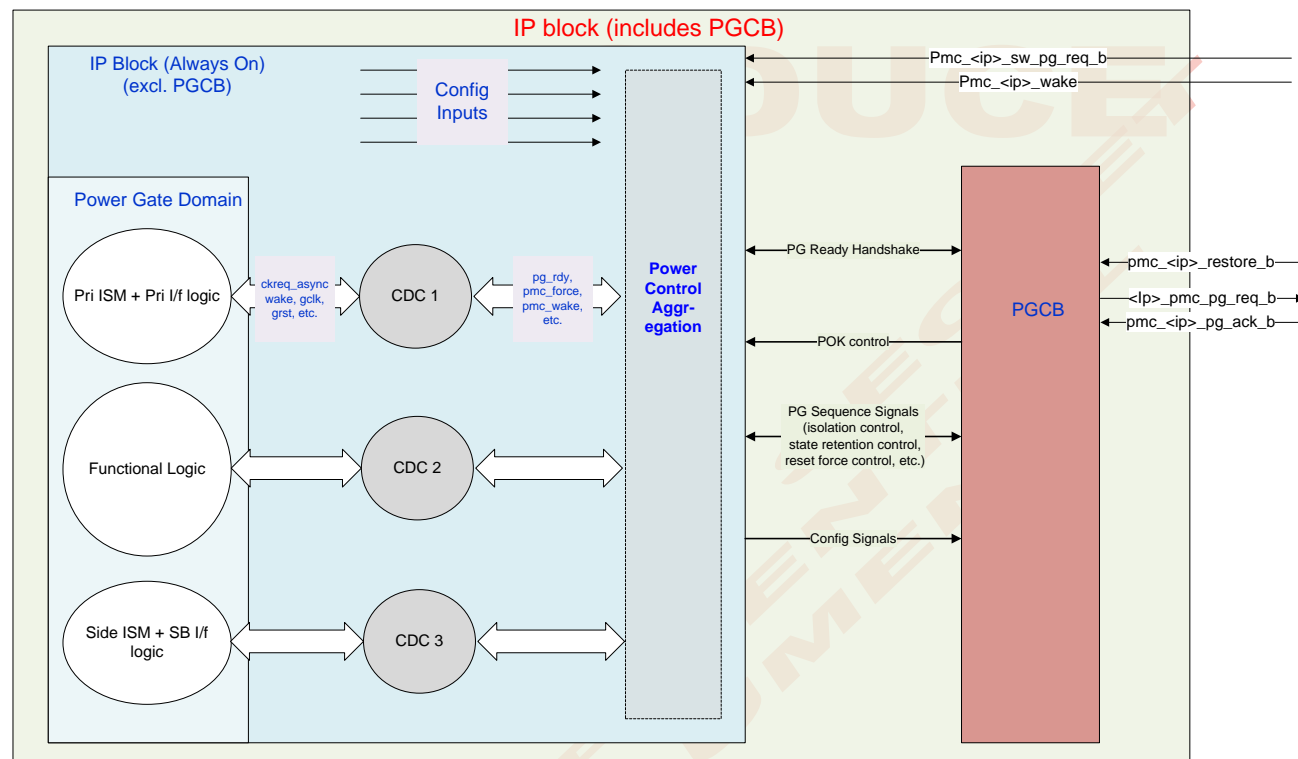 IP block (includes PGCB)
IP Block (Always On)
(excl. PGCB)
Config
Inputs
Pmc_<ip>_sw_pg_req_b
Pmc_<ip>_wake
Power Gate Domain
Pri ISM + Pri I/f logic
ckreq_async
wake, gclk,
grst, etc.
CDC 1
pg_rdy,
pmc_force,
pmc_wake,
etc.
Power
Control
Aggr-
egation
PG Ready Handshake
POK control
PG Sequence Signals
(isolation control,
state retention control,
reset force control, etc.)
Config Signals
PGCB
pmc_<ip>_restore_b
<Ip>_pmc_pg_req_b
pmc_<ip>_pg_ack_b
Functional Logic
CDC 2
Side ISM + SB I/f
logic
CDC 3